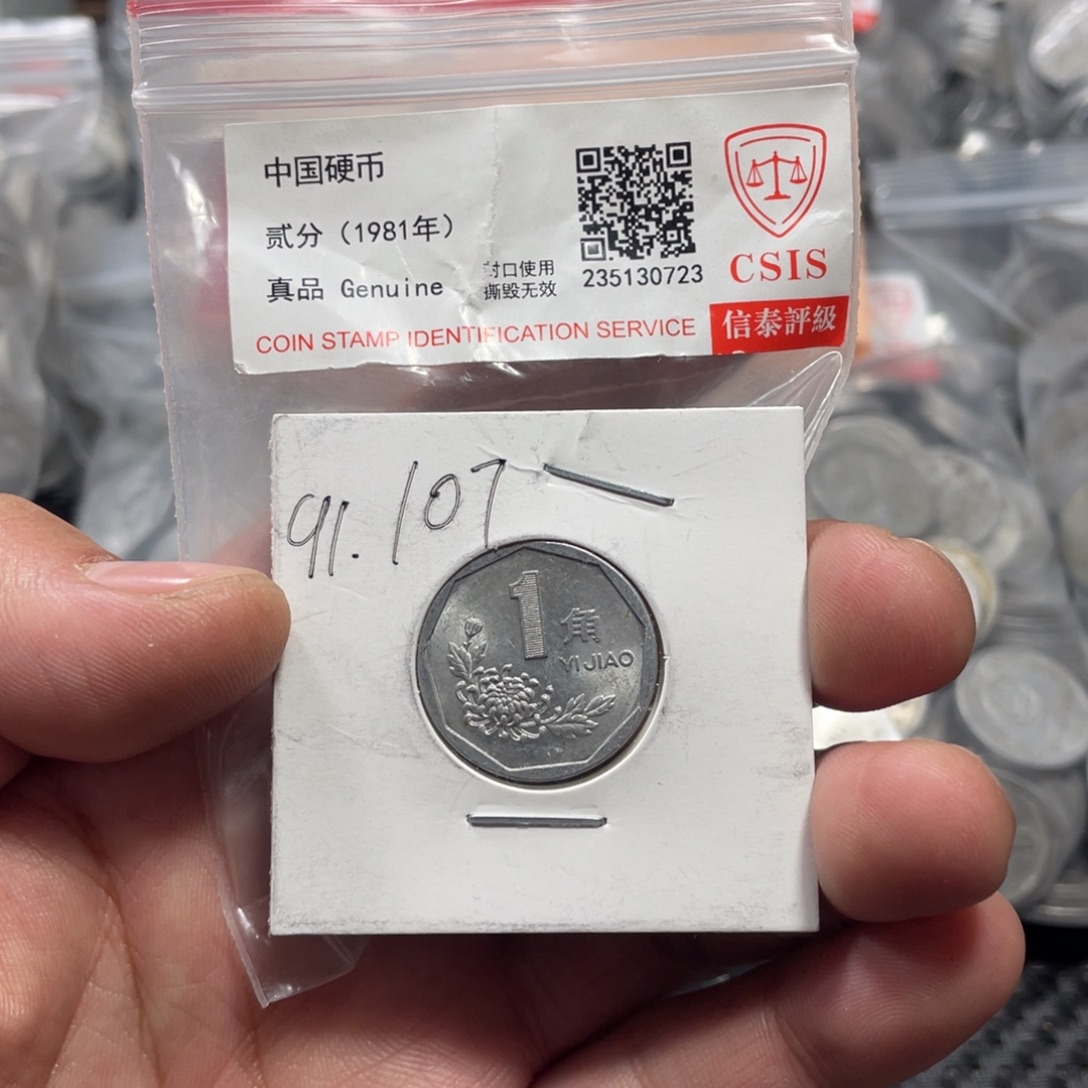 中国硬币
贰分（1981年）
真品 Genuine
封口使用
撕毁无效
235130723
CSIS
信泰評級
COIN STAMP IDENTIFICATION SERVICE
91.107
1角
YI JIAO